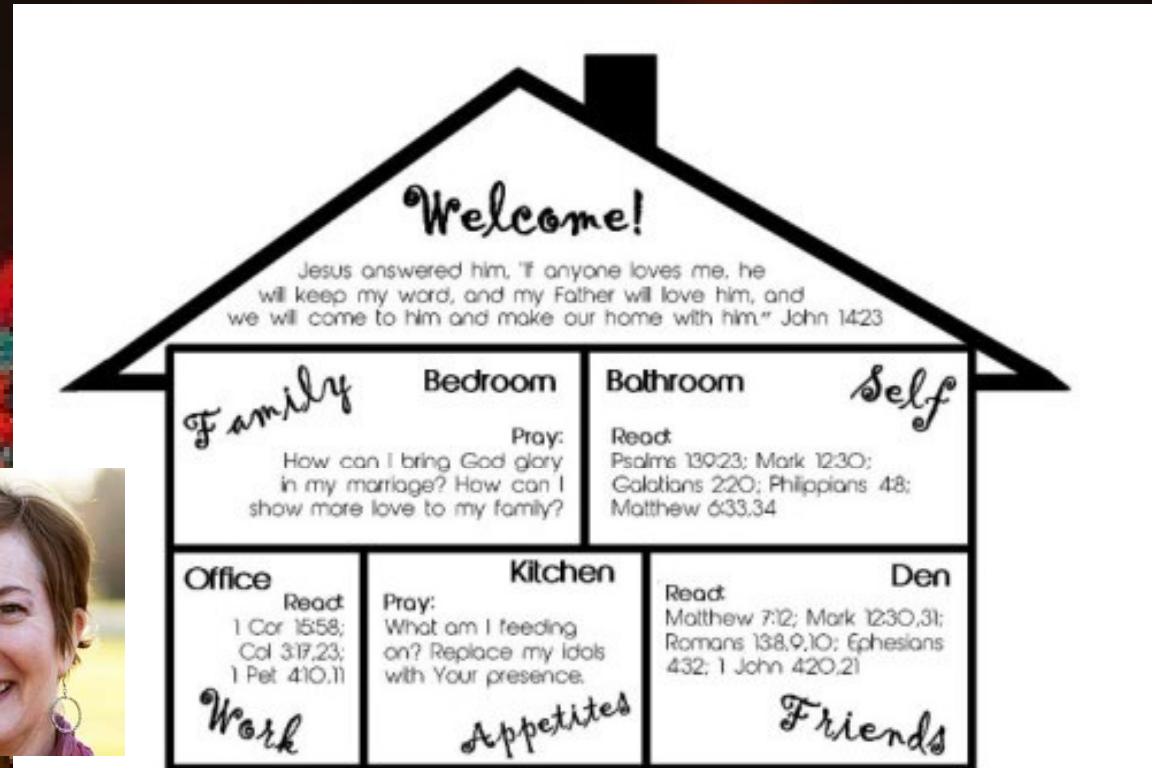 Welcome!
Jesus answered him, "If anyone loves me, he
will keep my word, and my Father will love him, and
we will come to him and make our home with him." John 14:23
Family
Bedroom
Pray:
How can I bring God glory
in my marriage? How can I
show more love to my family?
Bathroom
Self
Read:
Psalms 139:23; Mark 12:30;
Galatians 2:20; Philippians 4:8;
Matthew 6:33,34
Office
Read:
1 Cor 15:58;
Col 3:17,23;
1 Pet 4:10,11
Work
Kitchen
Pray:
What am I feeding
on? Replace my idols
with Your presence.
Appetites
Den
Read:
Matthew 7:12; Mark 12:30,31;
Romans 13:8,9,10; Ephesians
4:32; 1 John 4:20,21
Friends